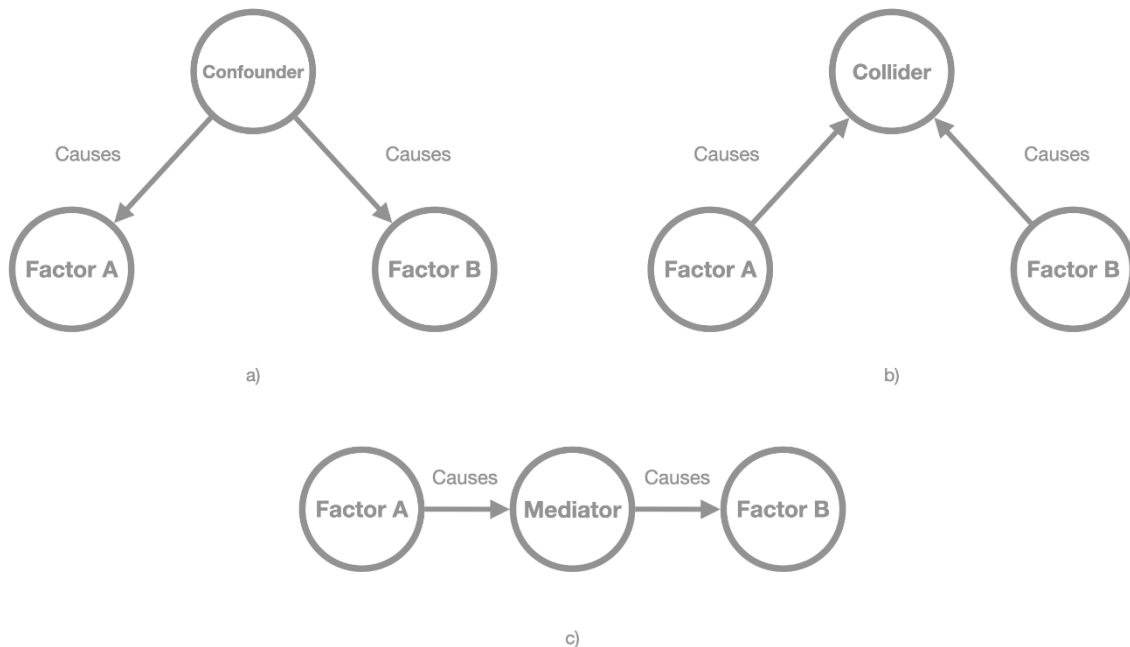 Confounder
Causes
Causes
Factor A
Factor B
a)
Collider
Causes
Causes
Factor A
Factor B
b)
Factor A
Causes
Mediator
Causes
Factor B
c)